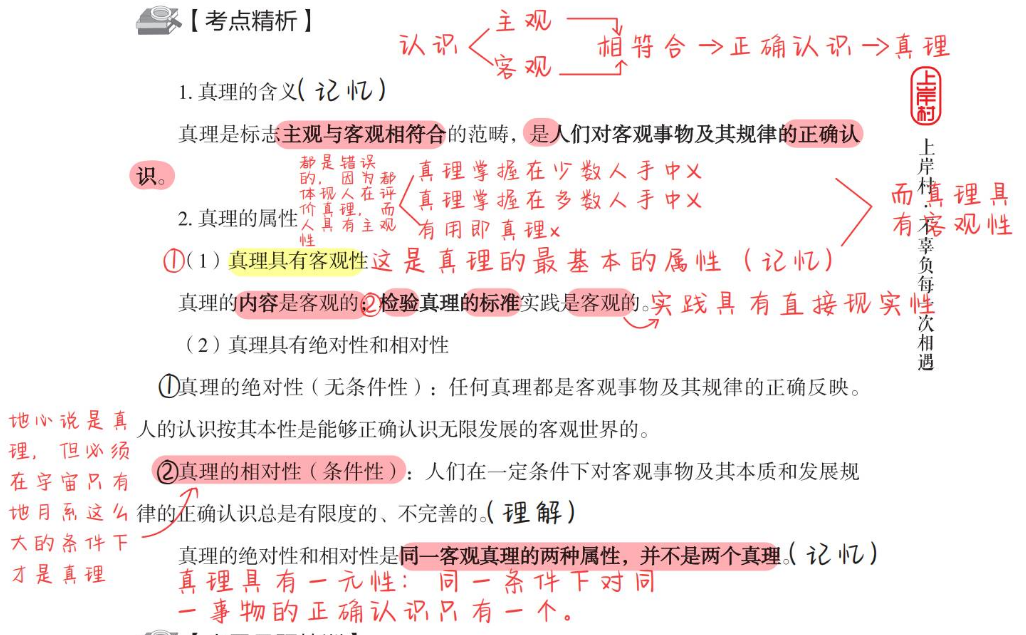 【考点精析】
认识 主观 客观 相符合→正确认识→真理
1. 真理的含义(记忆)
真理是标志主观与客观相符合的范畴，是人们对客观事物及其规律的正确认
识。
都是错误
的，因为都
体现人在评
价真理，而
人具有主观
性
真理掌握在少数人手中×
真理掌握在多数人手中×
有用即真理×
而真理具
有客观性
2. 真理的属性
①（1）真理具有客观性这是真理的最基本的属性（记忆）
真理的内容是客观的；②检验真理的标准实践是客观的。→实践具有直接现实性
（2）真理具有绝对性和相对性
①真理的绝对性（无条件性）：任何真理都是客观事物及其规律的正确反映。
人的认识按其本性是能够正确认识无限发展的客观世界的。
②真理的相对性（条件性）：人们在一定条件下对客观事物及其本质和发展规
律的正确认识总是有限度的、不完善的。(理解)
真理的绝对性和相对性是同一客观真理的两种属性，并不是两个真理。(记忆)
真理具有一元性：同一条件下对同
一事物的正确认识只有一个。
地心说是真
理，但必须
在宇宙只有
地月系这么
大的条件下
才是真理
上岸村
上岸村·不辜负每一次相遇